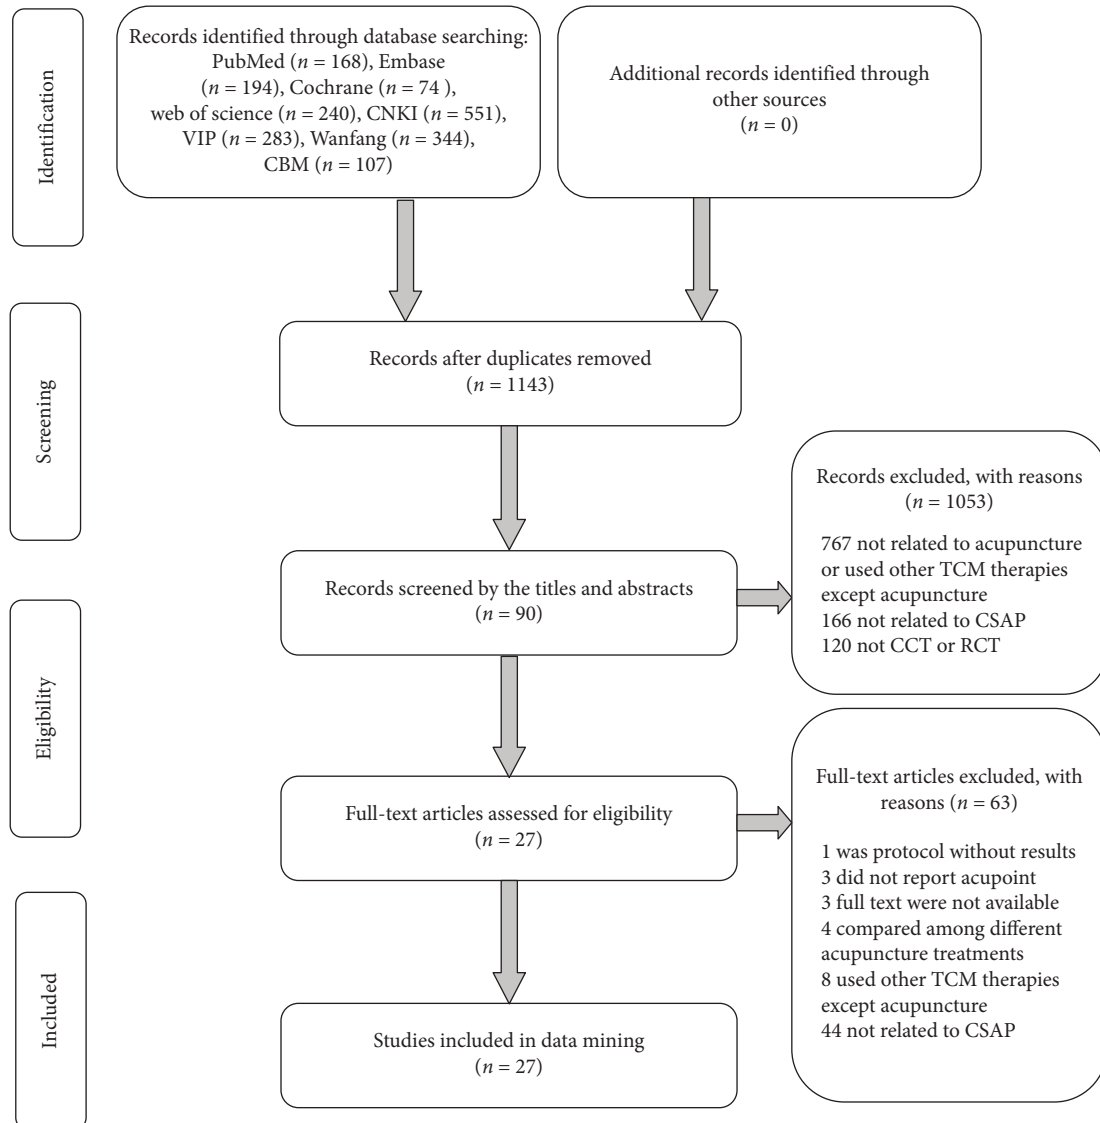 Identification
Records identified through database searching:
PubMed (n = 168), Embase
(n = 194), Cochrane (n = 74 ),
web of science (n = 240), CNKI (n = 551),
VIP (n = 283), Wanfang (n = 344),
CBM (n = 107)
Additional records identified through
other sources
(n = 0)
Screening
Records after duplicates removed
(n = 1143)
Records screened by the titles and abstracts
(n = 90)
Records excluded, with reasons
(n = 1053)
767 not related to acupuncture
or used other TCM therapies
except acupuncture
166 not related to CSAP
120 not CCT or RCT
Eligibility
Full-text articles assessed for eligibility
(n = 27)
Full-text articles excluded, with
reasons (n = 63)
1 was protocol without results
3 did not report acupoint
3 full text were not available
4 compared among different
acupuncture treatments
8 used other TCM therapies
except acupuncture
44 not related to CSAP
Included
Studies included in data mining
(n = 27)